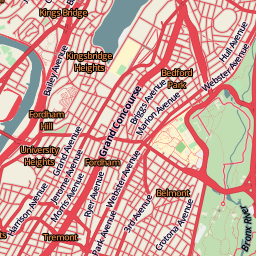 Kings Bridge
Kingsbridge
Heights
Bailey Avenue
Bedford
Park
Hull Avenue
Webster Avenue
Briggs Avenue
Marion Avenue
Grand Concourse
Fordham
Hill
University
Heights
Fordham
Grand Avenue
Jerome Avenue
Morris Avenue
Harrison Avenue
Ryer Avenue
Webster Avenue
Park Avenue
3rd Avenue
Belmont
Crotona Avenue
Tremont
Bronx River